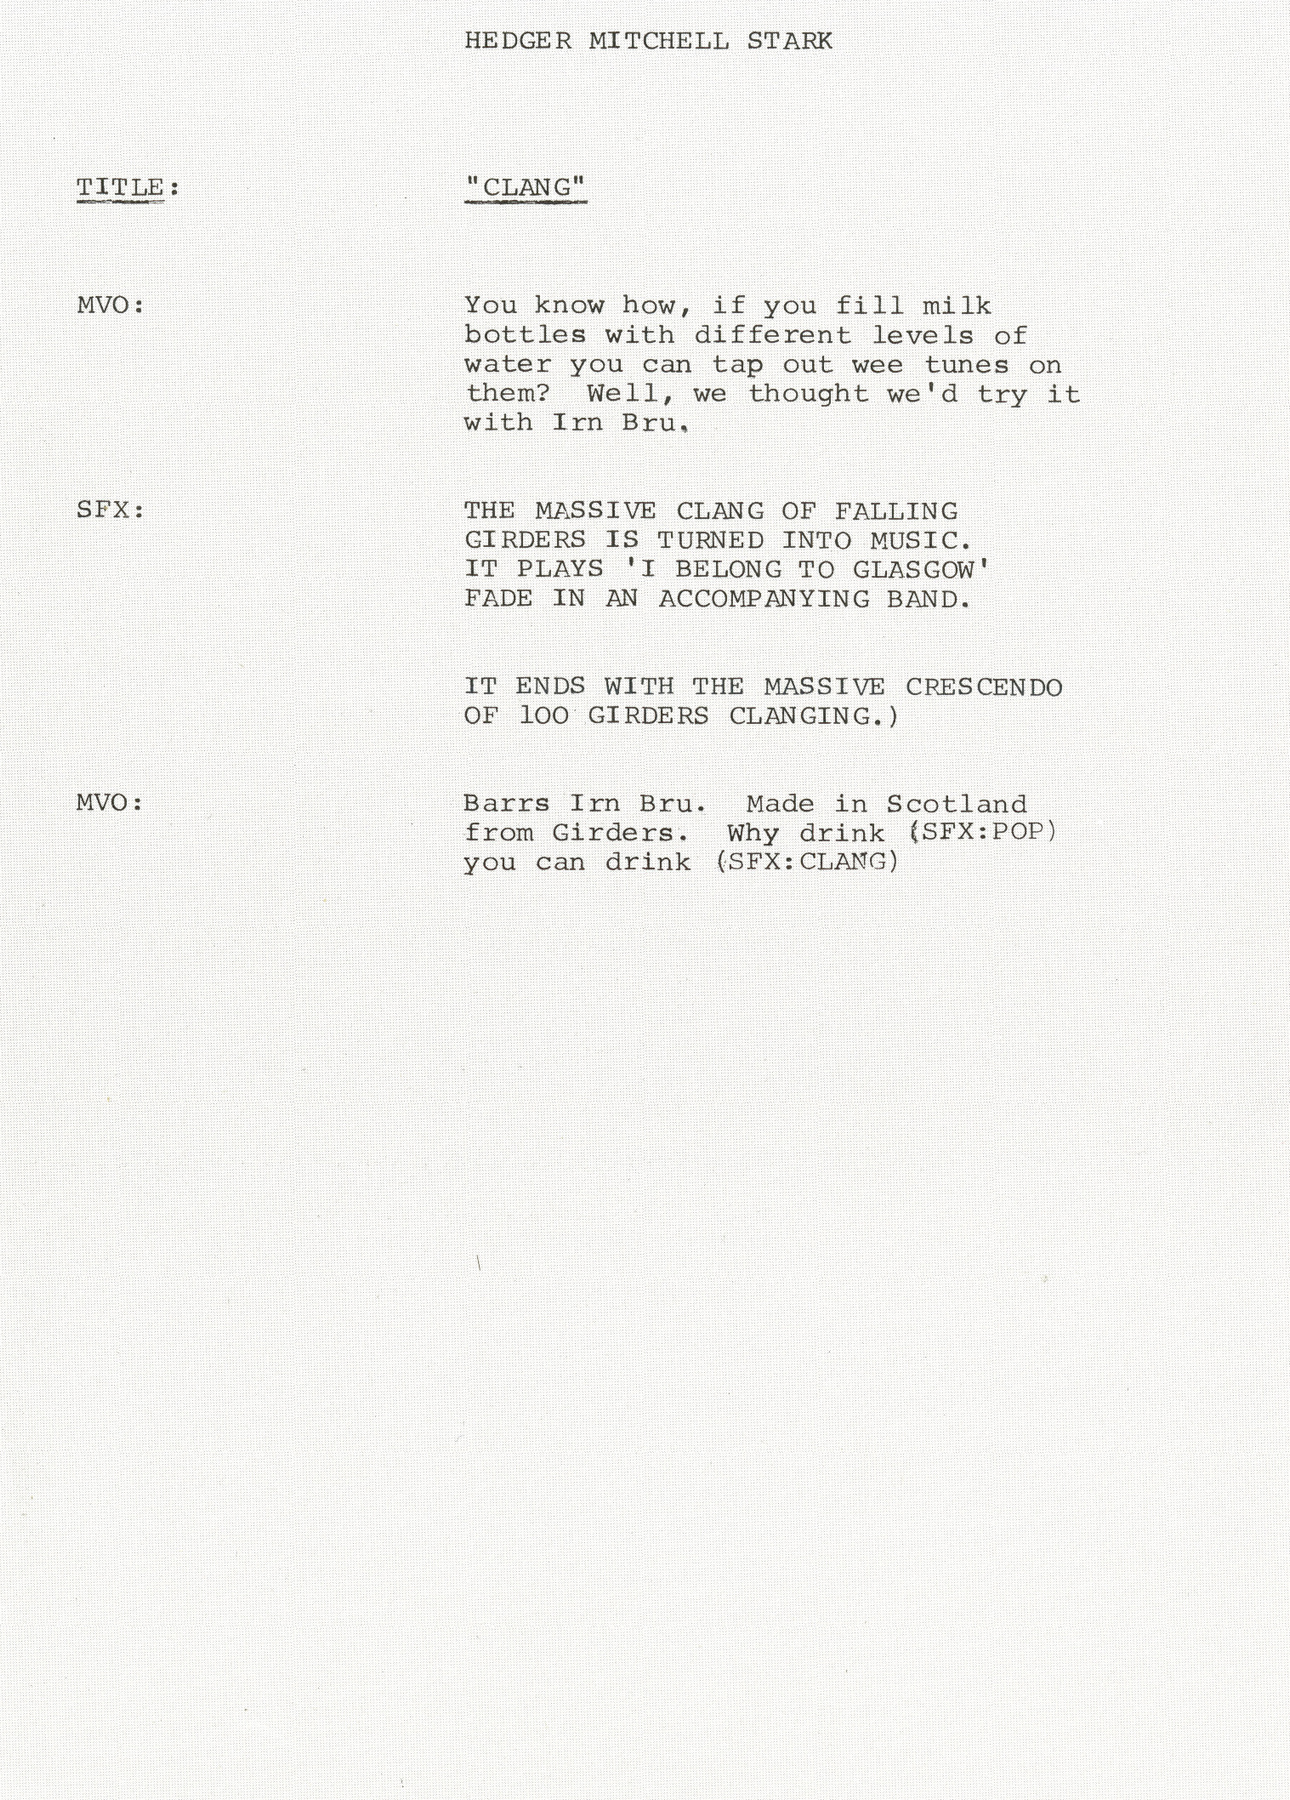 HEDGER MITCHELL STARK
TITLE: "CLANG"
MVO: You know how, if you fill milk
bottles with different levels of
water you can tap out wee tunes on
them? Well, we thought we'd try it
with Irn Bru.
SFX: THE MASSIVE CLANG OF FALLING
GIRDERS IS TURNED INTO MUSIC.
IT PLAYS 'I BELONG TO GLASGOW'
FADE IN AN ACCOMPANYING BAND.
IT ENDS WITH THE MASSIVE CRESCENDO
OF 100 GIRDERS CLANGING.)
MVO: Barrs Irn Bru. Made in Scotland
from Girders. Why drink (SFX:POP)
you can drink (SFX:CLANG)